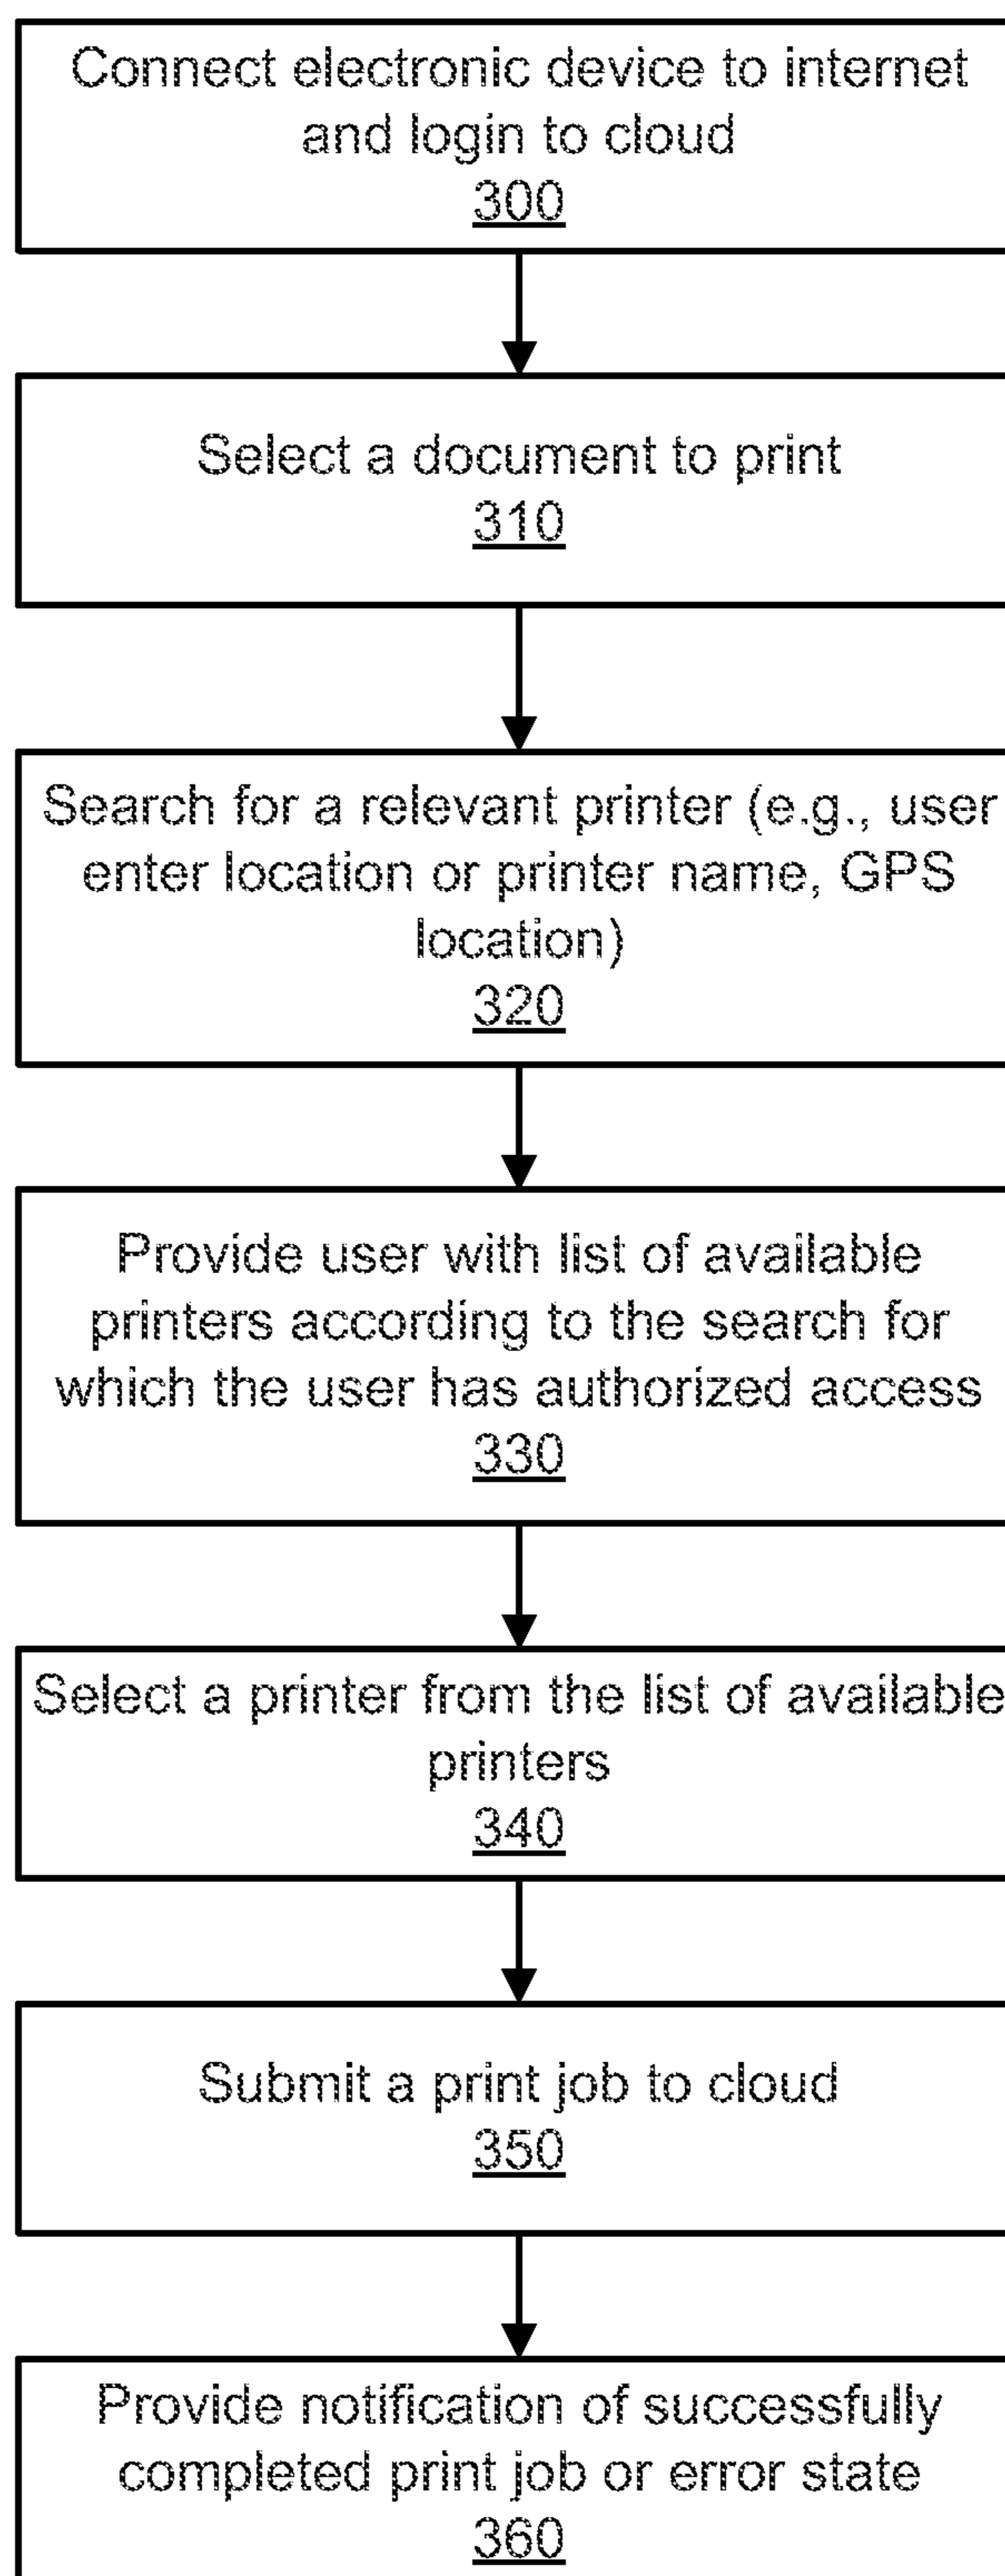 Connect electronic device to internet
and login to cloud
300
Select a document to print
310
Search for a relevant printer (e.g., user
enter location or printer name, GPS
location)
320
Provide user with list of available
printers according to the search for
which the user has authorized access
330
Select a printer from the list of available
printers
340
Submit a print job to cloud
350
Provide notification of successfully
completed print job or error state
360